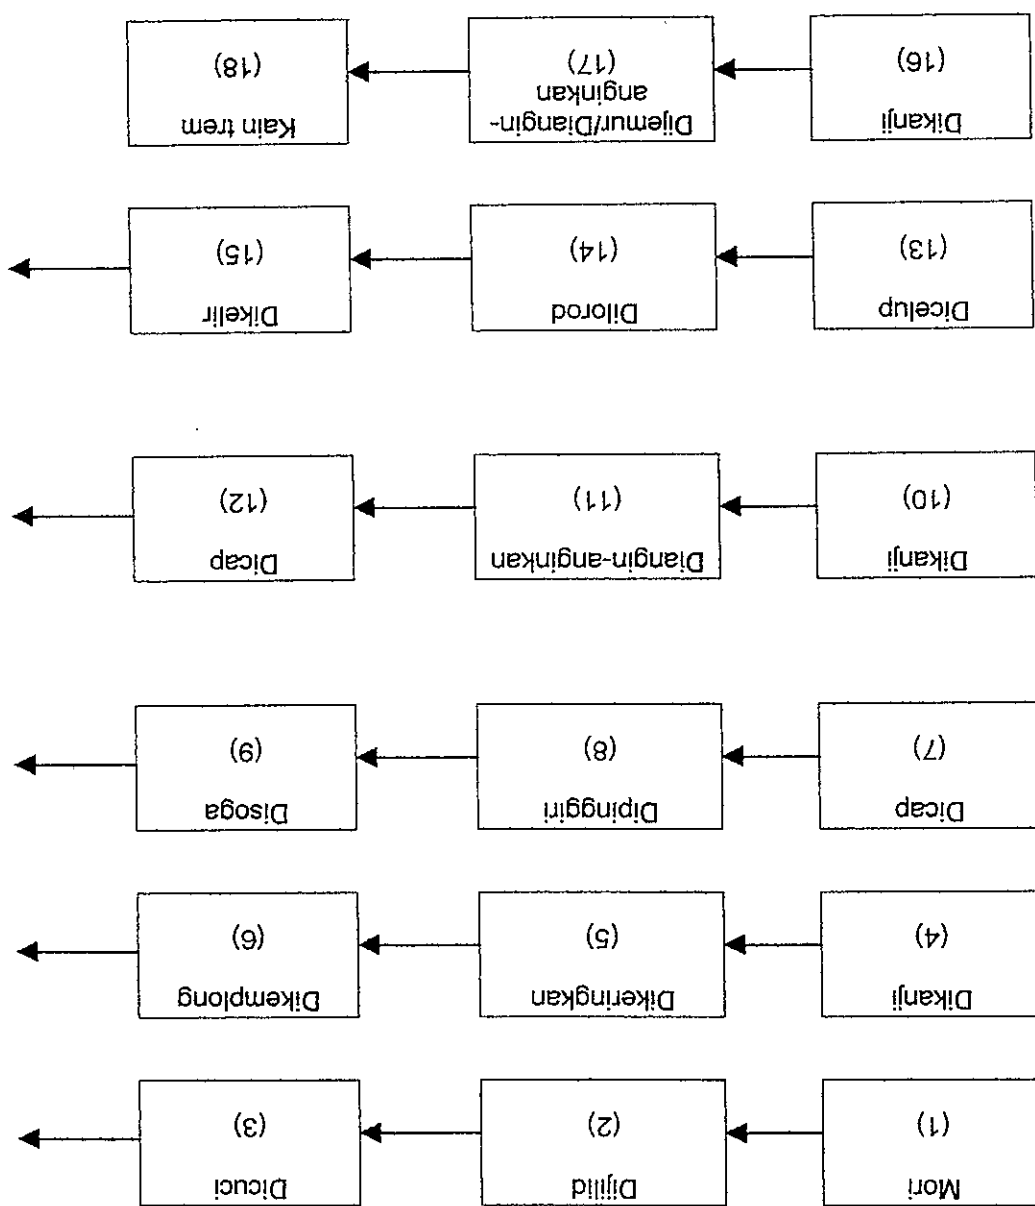 Mori
(1)
Dijilid
(2)
Dicuci
(3)
Dikanji
(4)
Dikeringkan
(5)
Dikemplong
(6)
Dicap
(7)
Dipinggiri
(8)
Disoga
(9)
Dikanji
(10)
Diangin-anginkan
(11)
Dicap
(12)
Dicelup
(13)
Dilorod
(14)
Dikelir
(15)
Dikanji
(16)
Dijemur/Diangin-
anginkan
(17)
Kain trem
(18)